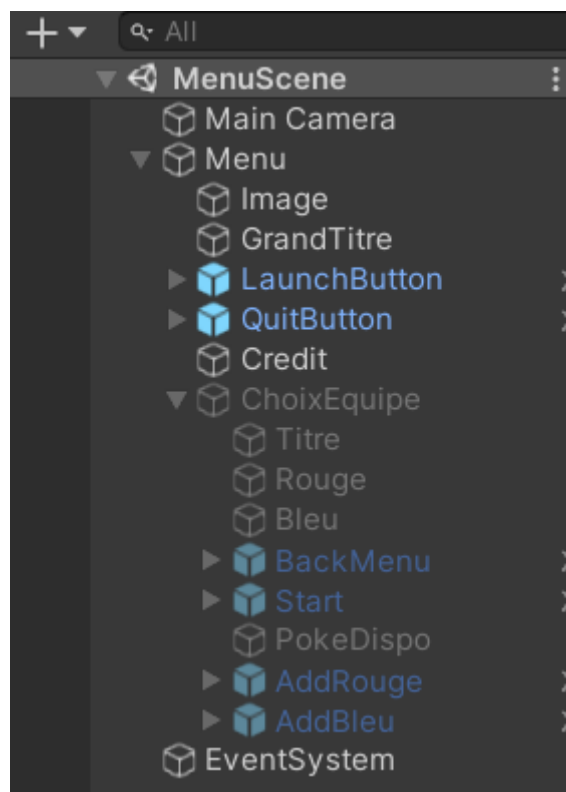 All
MenuScene
Main Camera
Menu
Image
GrandTitre
LaunchButton
QuitButton
Credit
ChoixEquipe
Titre
Rouge
Bleu
BackMenu
Start
PokeDispo
AddRouge
AddBleu
EventSystem